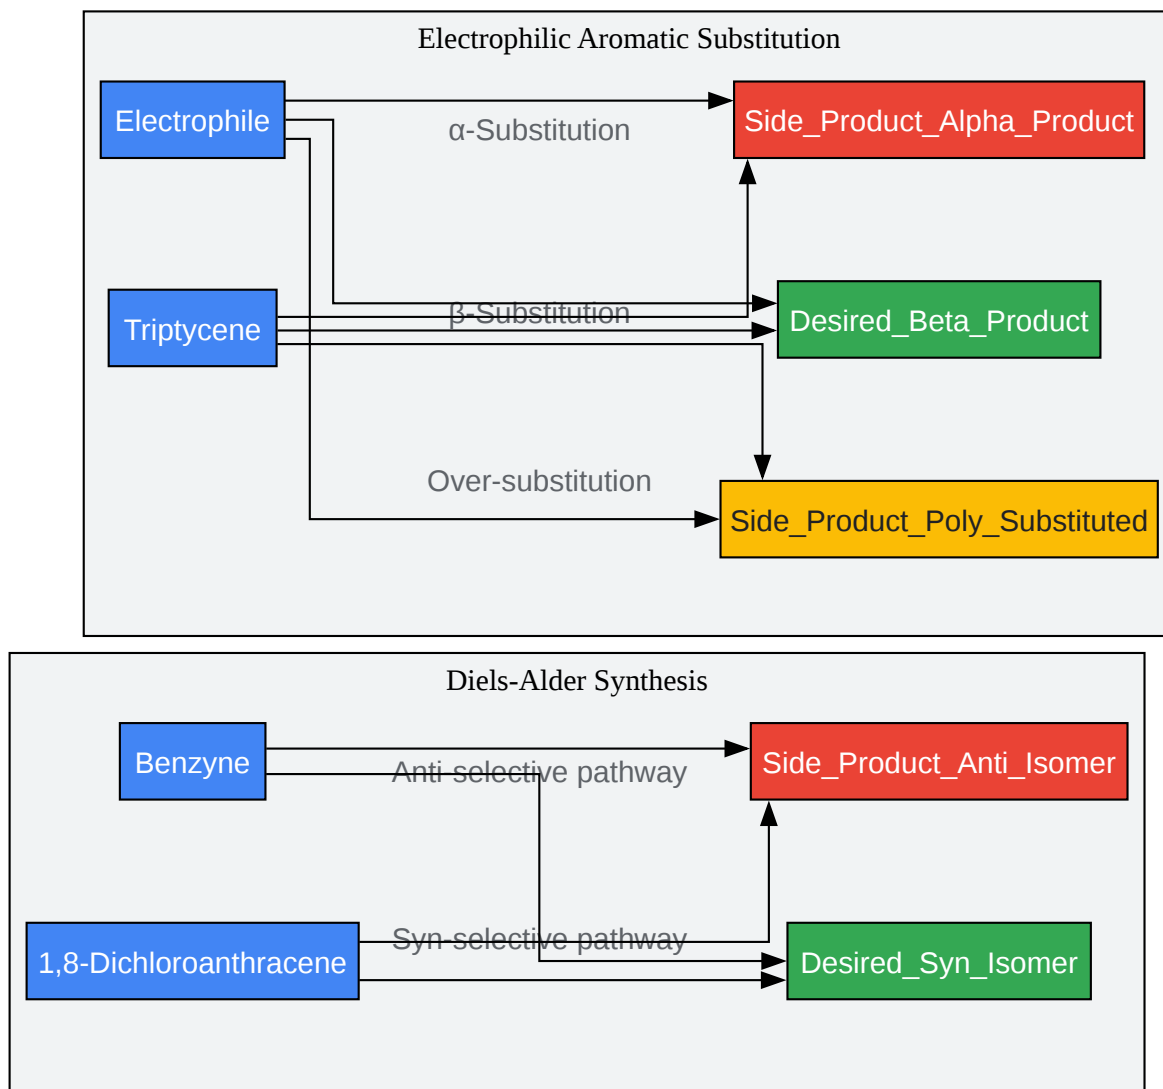 Electrophilic Aromatic Substitution
Electrophile
α-Substitution
Side_Product_Alpha_Product
Triptycene
β-Substitution
Desired_Beta_Product
Over-substitution
Side_Product_Poly_Substituted
Diels-Alder Synthesis
Benzyne
Anti-selective pathway
Side_Product_Anti_Isomer
1,8-Dichloroanthracene
Syn-selective pathway
Desired_Syn_Isomer